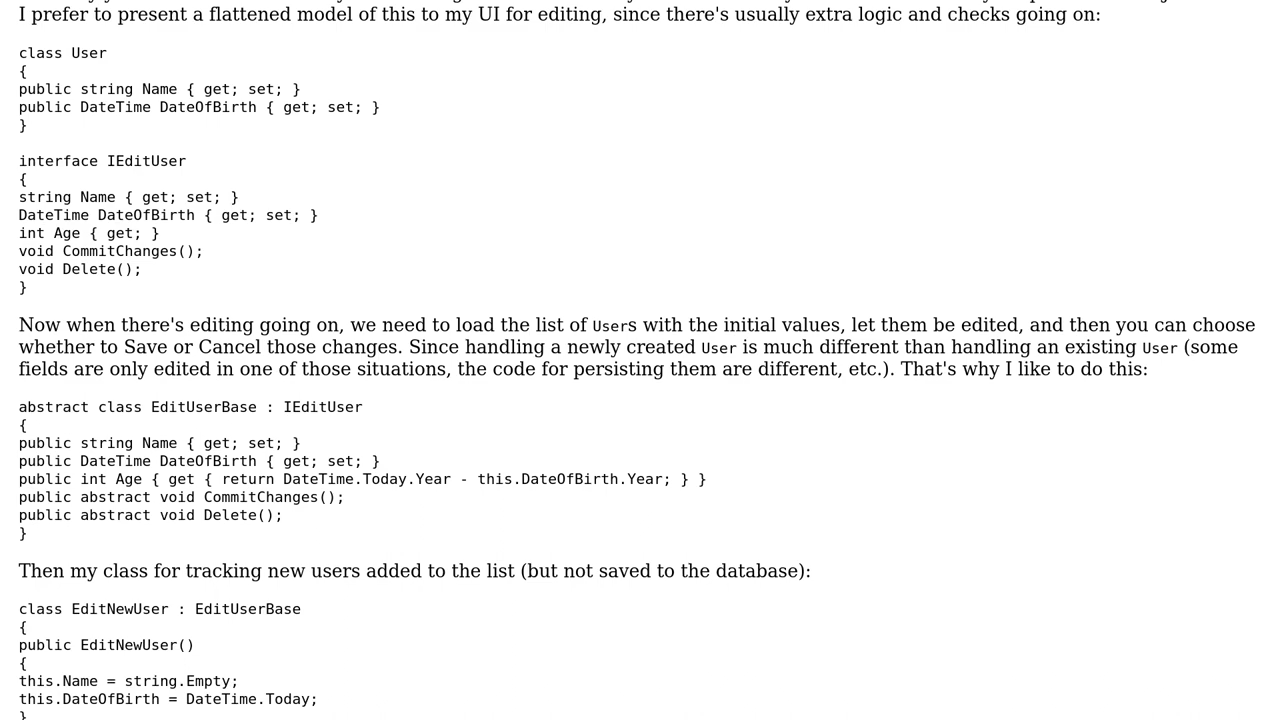 I prefer to present a flattened model of this to my UI for editing, since there's usually extra logic and checks going on:
class User
{
public string Name { get; set; }
public DateTime DateOfBirth { get; set; }
}
interface IEditUser
{
string Name { get; set; }
DateTime DateOfBirth { get; set; }
int Age { get; }
void CommitChanges();
void Delete();
}
Now when there's editing going on, we need to load the list of Users with the initial values, let them be edited, and then you can choose
whether to Save or Cancel those changes. Since handling a newly created User is much different than handling an existing User (some
fields are only edited in one of those situations, the code for persisting them are different, etc.). That's why I like to do this:
abstract class EditUserBase : IEditUser
{
public string Name { get; set; }
public DateTime DateOfBirth { get; set; }
public int Age { get { return DateTime.Today.Year - this.DateOfBirth.Year; } }
public abstract void CommitChanges();
public abstract void Delete();
}
Then my class for tracking new users added to the list (but not saved to the database):
class EditNewUser : EditUserBase
{
public EditNewUser()
{
this.Name = string.Empty;
this.DateOfBirth = DateTime.Today;
}